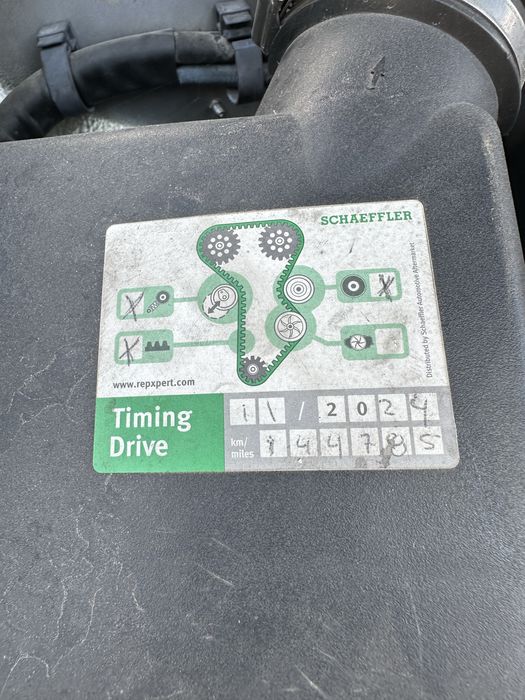 SCHAEFFLER
X
X
X
Distributed by Schaeffler Automotive Aftermarket
www.repxpert.com
Timing Drive
11 / 2024
km/miles 144785